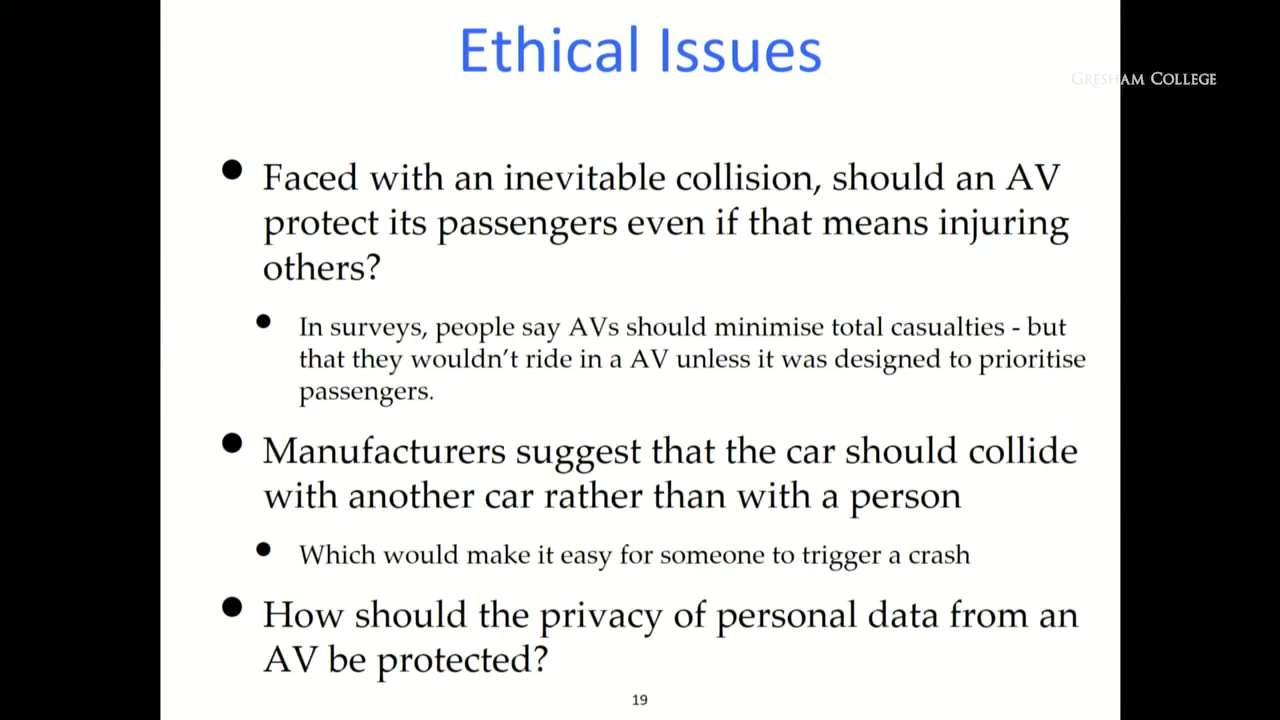 Ethical Issues
GRESHAM COLLEGE
• Faced with an inevitable collision, should an AV
protect its passengers even if that means injuring
others?
• In surveys, people say AVs should minimise total casualties - but
that they wouldn't ride in a AV unless it was designed to prioritise
passengers.
• Manufacturers suggest that the car should collide
with another car rather than with a person
• Which would make it easy for someone to trigger a crash
• How should the privacy of personal data from an
AV be protected?
19